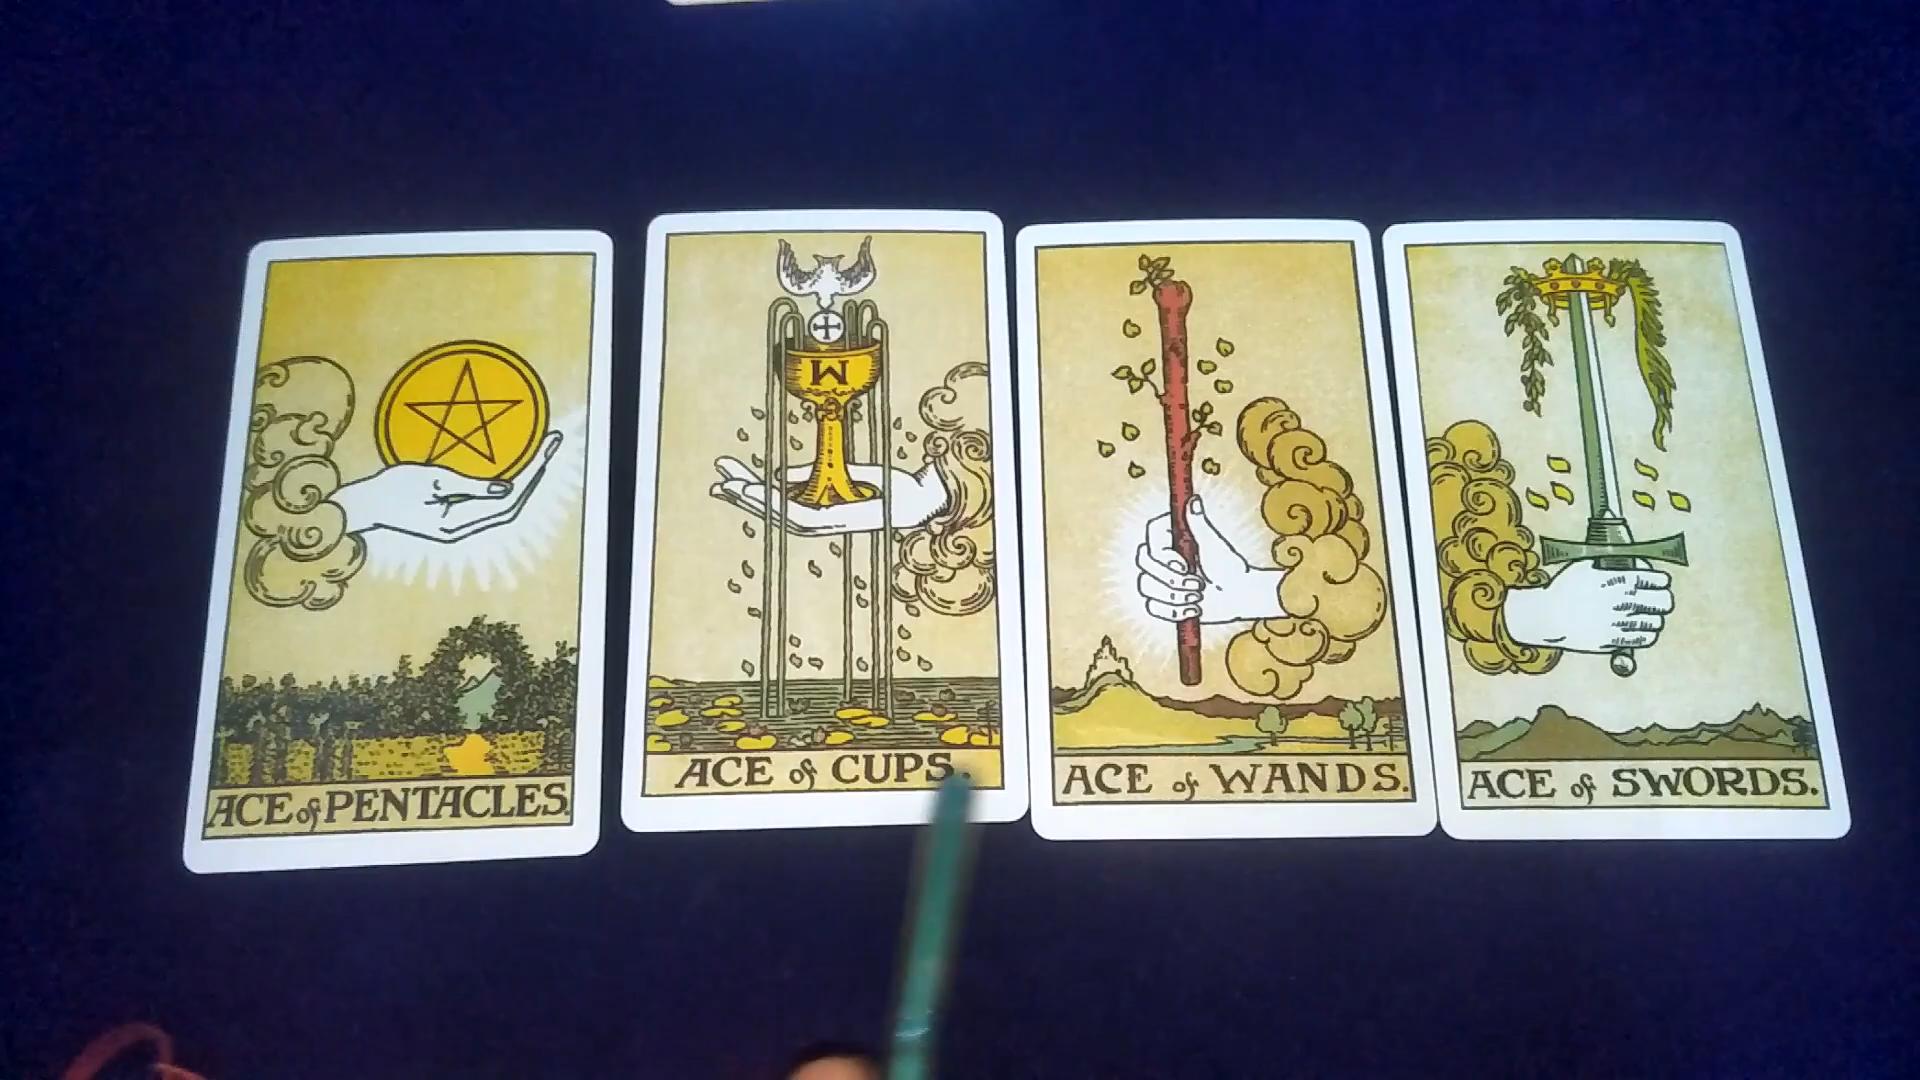 ACE of PENTACLES.
M
ACE of CUPS.
ACE of WANDS.
ACE of SWORDS.